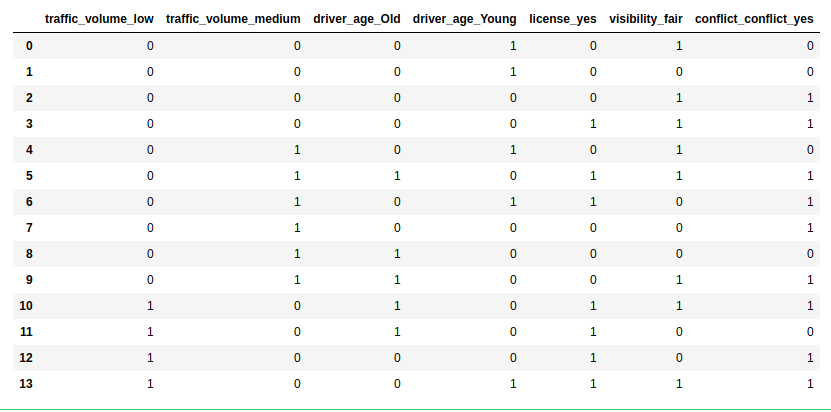 traffic_volume_low traffic_volume_medium driver_age_Old driver_age_Young license_yes visibility_fair conflict_conflict_yes
0 0 0 0 1 0 1 0
1 0 0 0 1 0 0 0
2 0 0 0 0 0 1 1
3 0 0 0 0 1 1 1
4 0 1 0 1 0 1 0
5 0 1 1 0 1 1 1
6 0 1 0 1 1 0 1
7 0 1 0 0 0 0 1
8 0 1 1 0 0 0 0
9 0 1 1 0 0 1 1
10 1 0 1 0 1 1 1
11 1 0 1 0 1 0 0
12 1 0 0 0 1 0 1
13 1 0 0 1 1 1 1